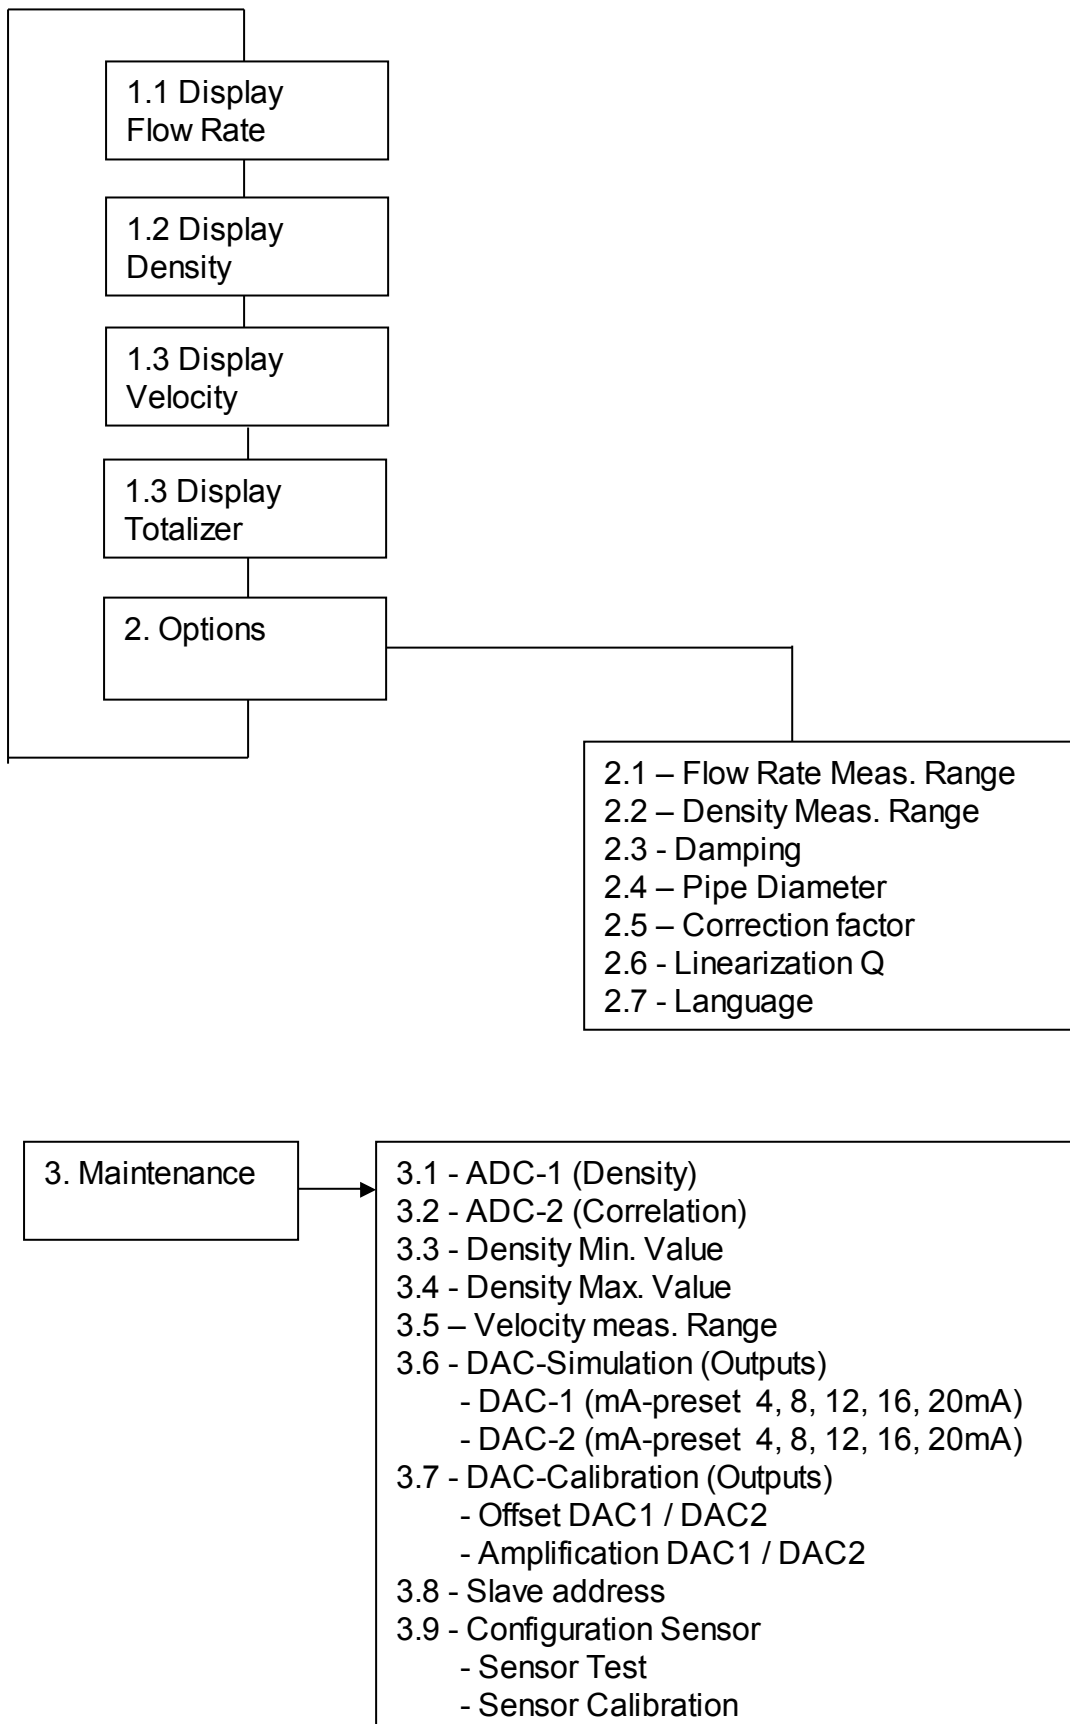 1.1 Display
Flow Rate
1.2 Display
Density
1.3 Display
Velocity
1.3 Display
Totalizer
2. Options
2.1 – Flow Rate Meas. Range
2.2 – Density Meas. Range
2.3 - Damping
2.4 – Pipe Diameter
2.5 – Correction factor
2.6 - Linearization Q
2.7 - Language
3. Maintenance
3.1 - ADC-1 (Density)
3.2 - ADC-2 (Correlation)
3.3 - Density Min. Value
3.4 - Density Max. Value
3.5 – Velocity meas. Range
3.6 - DAC-Simulation (Outputs)
- DAC-1 (mA-preset 4, 8, 12, 16, 20mA)
- DAC-2 (mA-preset 4, 8, 12, 16, 20mA)
3.7 - DAC-Calibration (Outputs)
- Offset DAC1 / DAC2
- Amplification DAC1 / DAC2
3.8 - Slave address
3.9 - Configuration Sensor
- Sensor Test
- Sensor Calibration